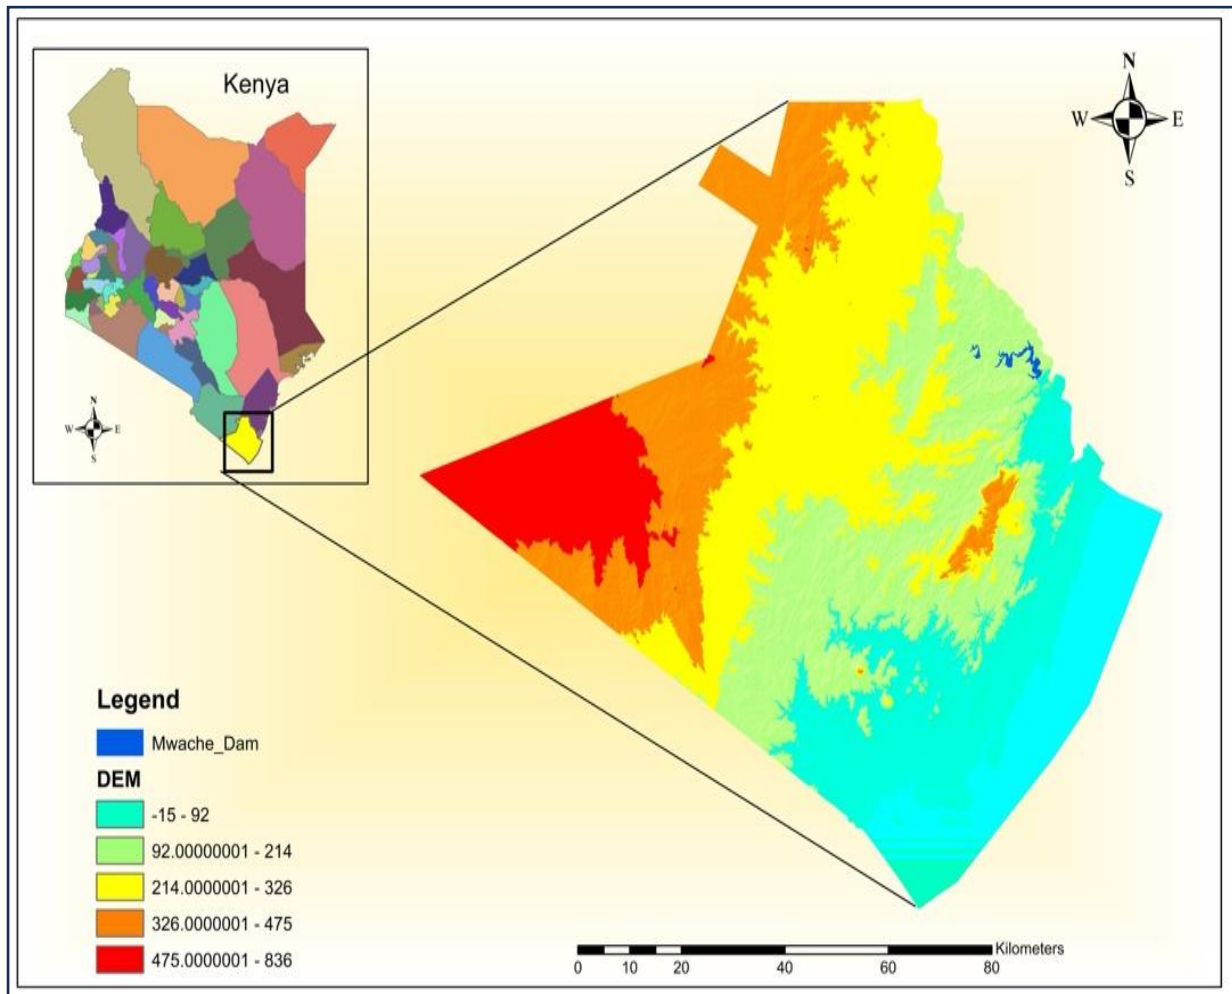 Kenya
N
W E
S
N
W E
S
Legend
Mwache_Dam
DEM
-15 - 92
92.00000001 - 214
214.0000001 - 326
326.0000001 - 475
475.0000001 - 836
Kilometers
0 10 20 40 60 80